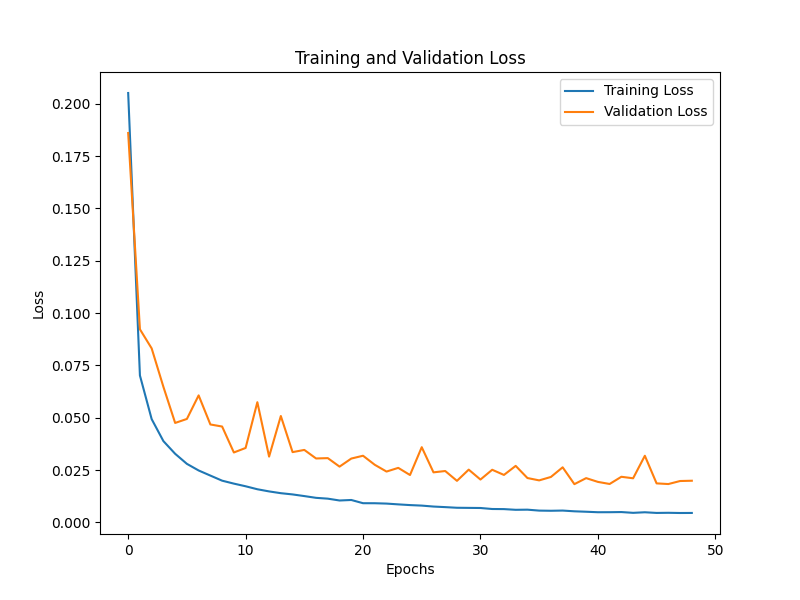 Training and Validation Loss
Training Loss
Validation Loss
0.200
0.175
0.150
0.125
0.100
0.075
0.050
0.025
0.000
Loss
0 10 20 30 40 50
Epochs